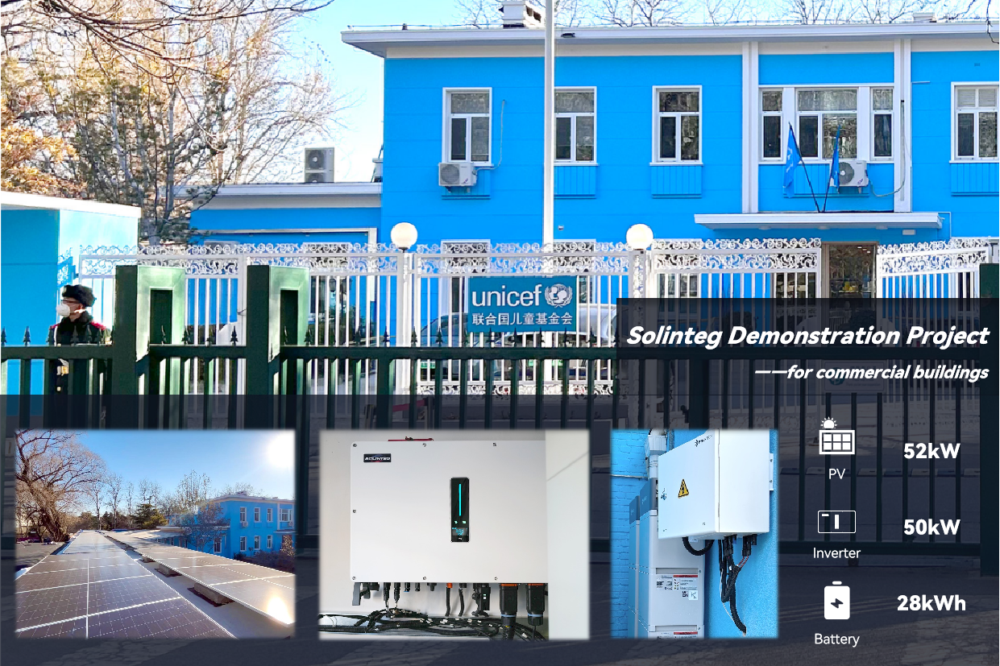 unicef
联合国儿童基金会
Solinteg Demonstration Project
——for commercial buildings
SOLINTEG
PV
52kW
Inverter
50kW
Battery
28kWh